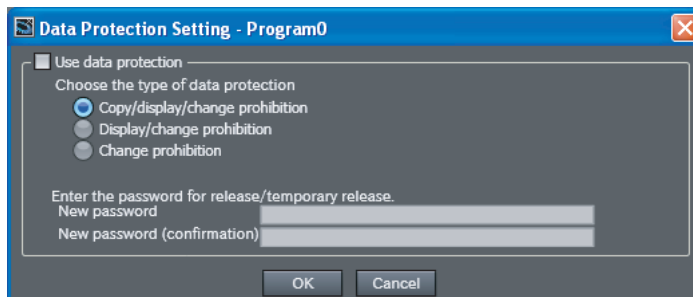 Data Protection Setting - Program0
Use data protection
Choose the type of data protection
Copy/display/change prohibition
Display/change prohibition
Change prohibition
Enter the password for release/temporary release.
New password
New password (confirmation)
OK Cancel